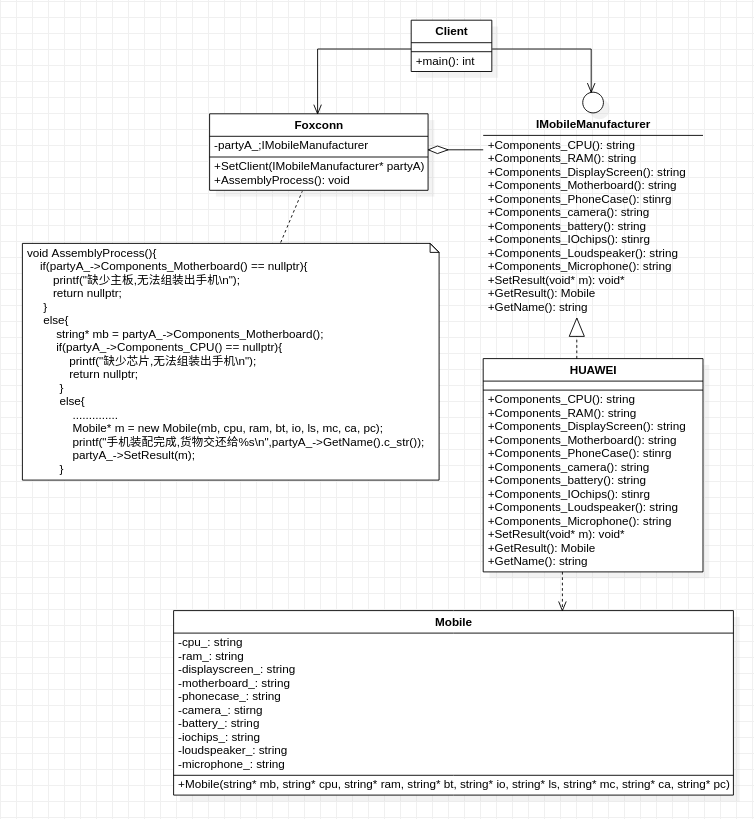 Client
+main(): int
Foxconn
-partyA_;IMobileManufacturer
+SetClient(IMobileManufacturer* partyA)
+AssemblyProcess(): void
IMobileManufacturer
+Components_CPU(): string
+Components_RAM(): string
+Components_DisplayScreen(): string
+Components_Motherboard(): string
+Components_PhoneCase(): stinrg
+Components_camera(): string
+Components_battery(): string
+Components_IOchips(): stinrg
+Components_Loudspeaker(): string
+Components_Microphone(): string
+SetResult(void* m): void*
+GetResult(): Mobile
+GetName(): string
void AssemblyProcess(){
if(partyA_->Components_Motherboard() == nullptr){
printf("缺少主板,无法组装出手机\n");
return nullptr;
}
else{
string* mb = partyA_->Components_Motherboard();
if(partyA_->Components_CPU() == nullptr){
printf("缺少芯片,无法组装出手机\n");
return nullptr;
}
else{
..............
Mobile* m = new Mobile(mb, cpu, ram, bt, io, ls, mc, ca, pc);
printf("手机装配完成,货物交还给%s\n",partyA_->GetName().c_str());
partyA_->SetResult(m);
}
HUAWEI
+Components_CPU(): string
+Components_RAM(): string
+Components_DisplayScreen(): string
+Components_Motherboard(): string
+Components_PhoneCase(): stinrg
+Components_camera(): string
+Components_battery(): string
+Components_IOchips(): stinrg
+Components_Loudspeaker(): string
+Components_Microphone(): string
+SetResult(void* m): void*
+GetResult(): Mobile
+GetName(): string
Mobile
-cpu_: string
-ram_: string
-displayscreen_: string
-motherboard_: string
-phonecase_: string
-camera_: stirng
-battery_: string
-iochips_: string
-loudspeaker_: string
-microphone_: string
+Mobile(string* mb, string* cpu, string* ram, string* bt, string* io, string* ls, string* mc, string* ca, string* pc)